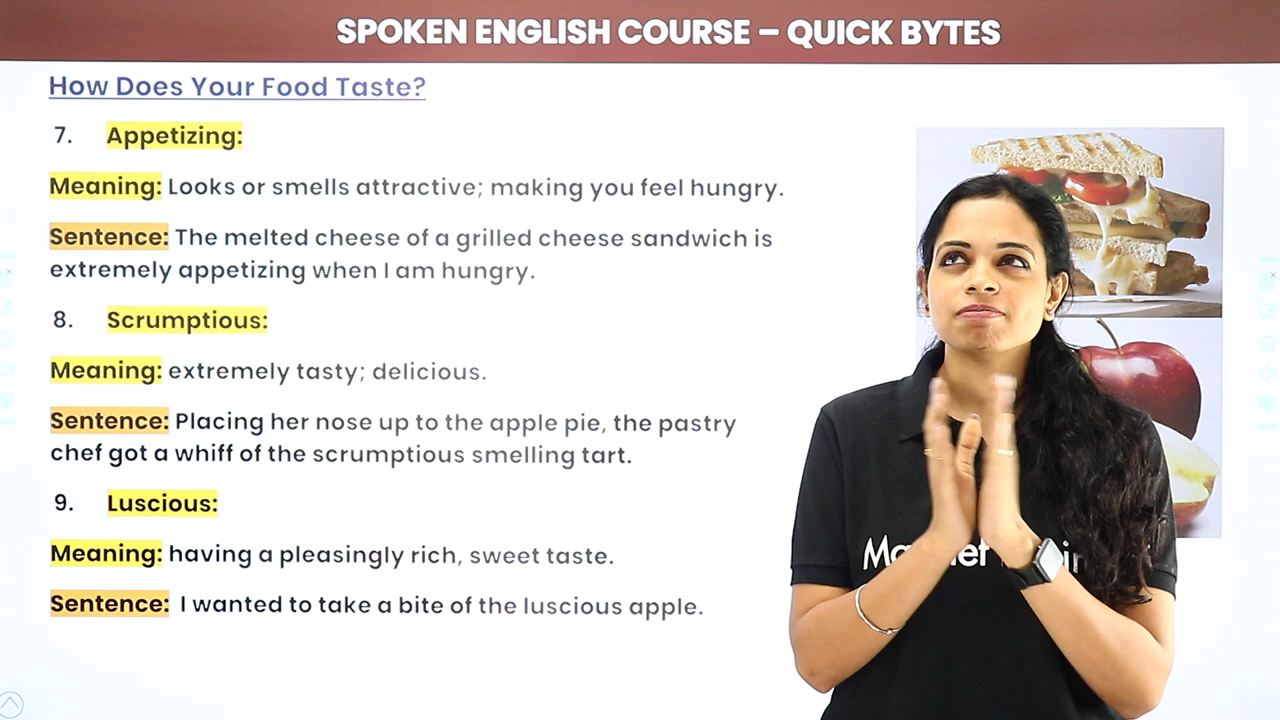 SPOKEN ENGLISH COURSE – QUICK BYTES
How Does Your Food Taste?
7. Appetizing:
Meaning: Looks or smells attractive; making you feel hungry.
Sentence: The melted cheese of a grilled cheese sandwich is
extremely appetizing when I am hungry.
8. Scrumptious:
Meaning: extremely tasty; delicious.
Sentence: Placing her nose up to the apple pie, the pastry
chef got a whiff of the scrumptious smelling tart.
9. Luscious:
Meaning: having a pleasingly rich, sweet taste.
Sentence: I wanted to take a bite of the luscious apple.